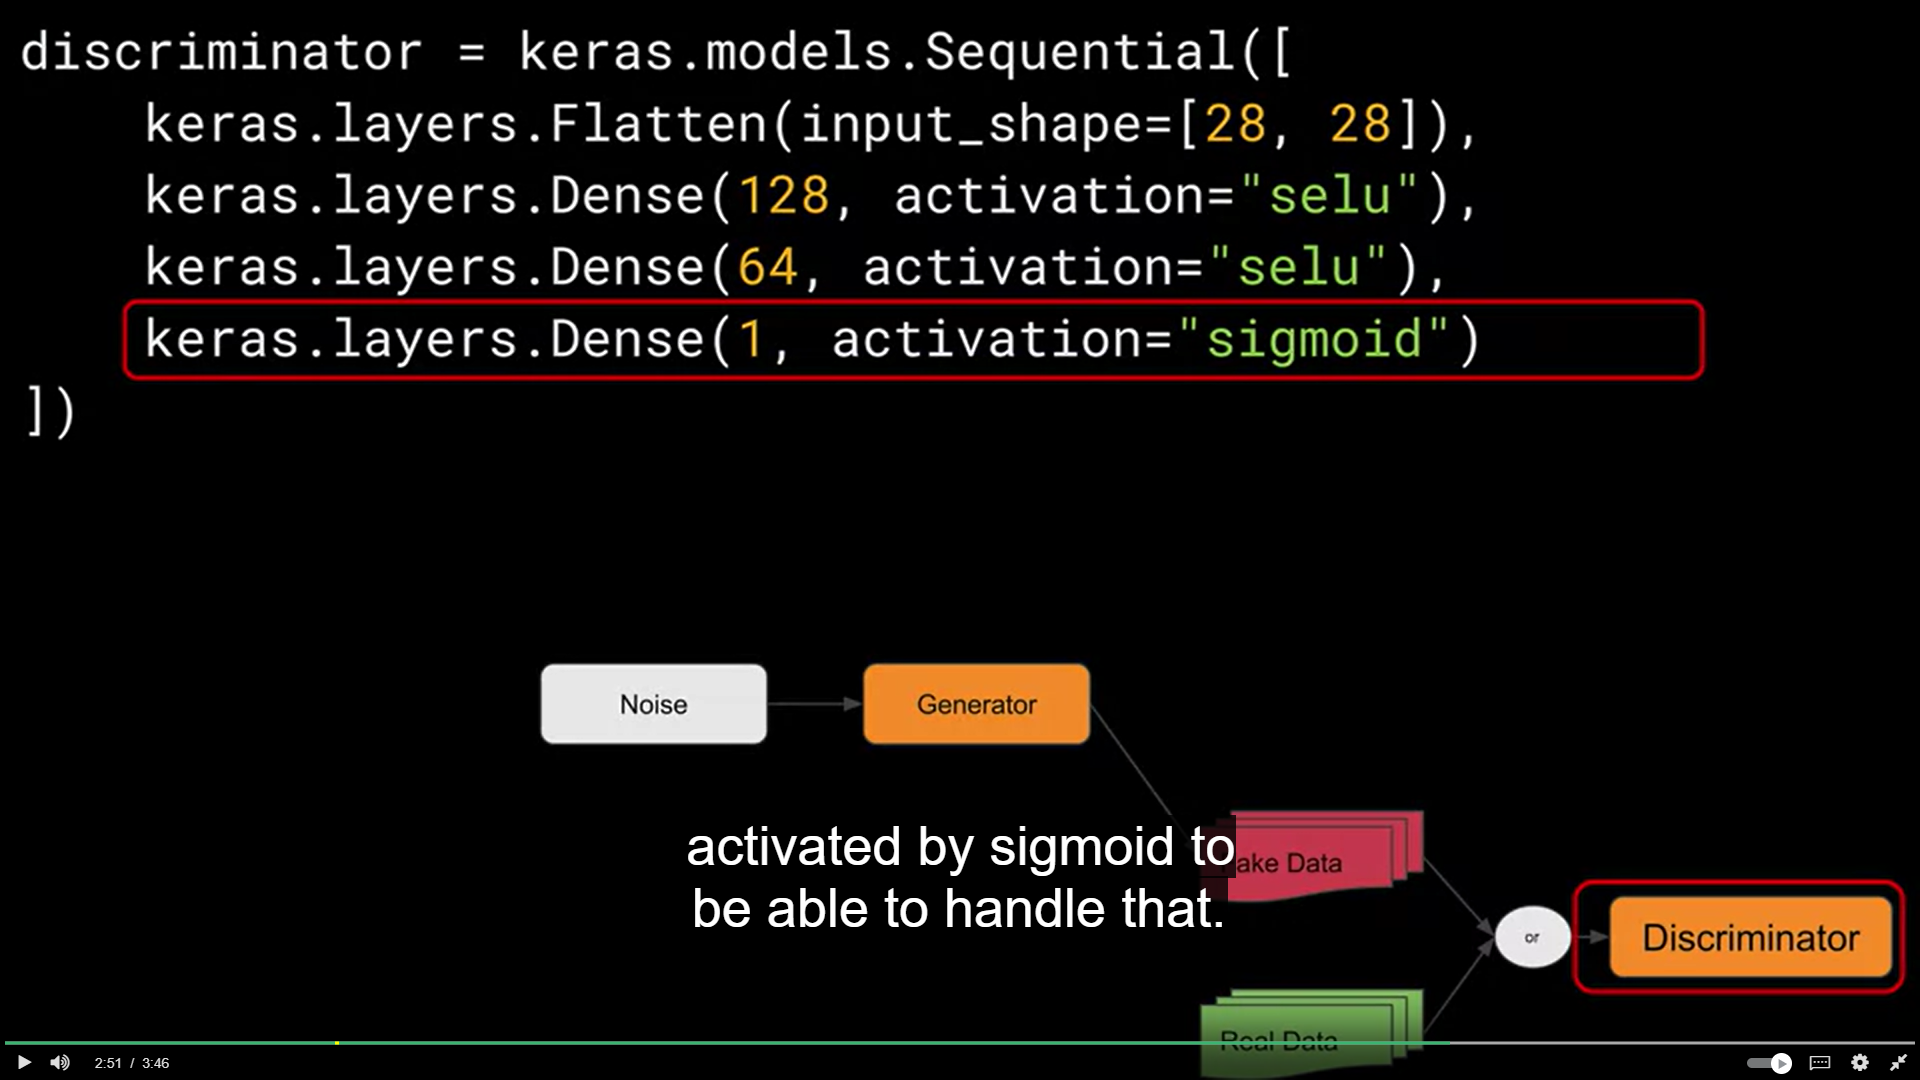 discriminator = keras.models.Sequential([
    keras.layers.Flatten(input_shape=[28, 28]),
    keras.layers.Dense(128, activation="selu"),
    keras.layers.Dense(64, activation="selu"),
    keras.layers.Dense(1, activation="sigmoid")
])
Noise
Generator
activated by sigmoid to
be able to handle that.
ake Data
or
Discriminator
Real Data
2:51 / 3:46